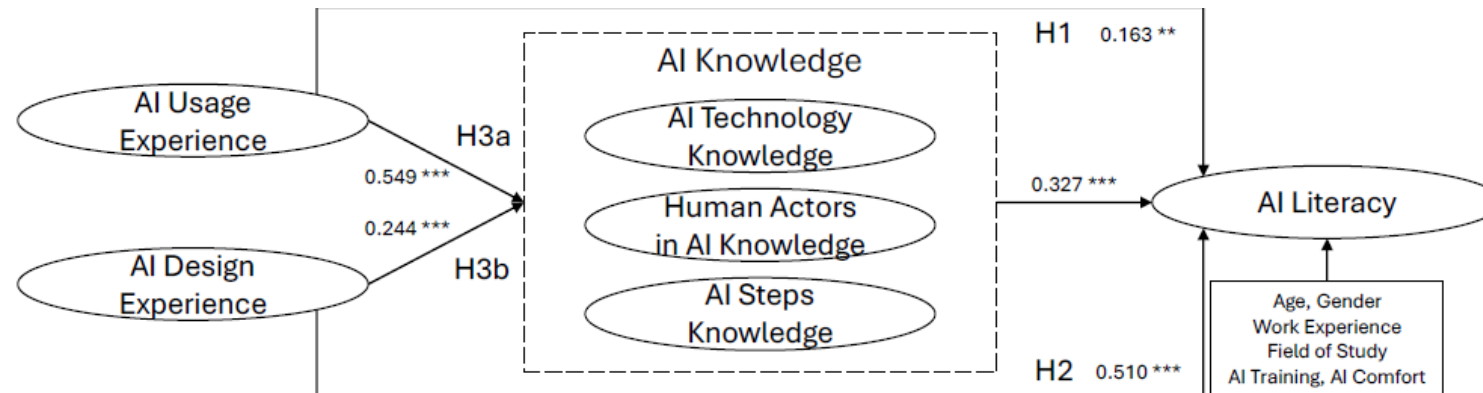 AI Usage
Experience
AI Design
Experience
H3a
0.549 ***
0.244 ***
H3b
AI Knowledge
AI Technology
Knowledge
Human Actors
in AI Knowledge
AI Steps
Knowledge
H1 0.163 **
0.327 ***
AI Literacy
H2 0.510 ***
Age, Gender
Work Experience
Field of Study
AI Training, AI Comfort